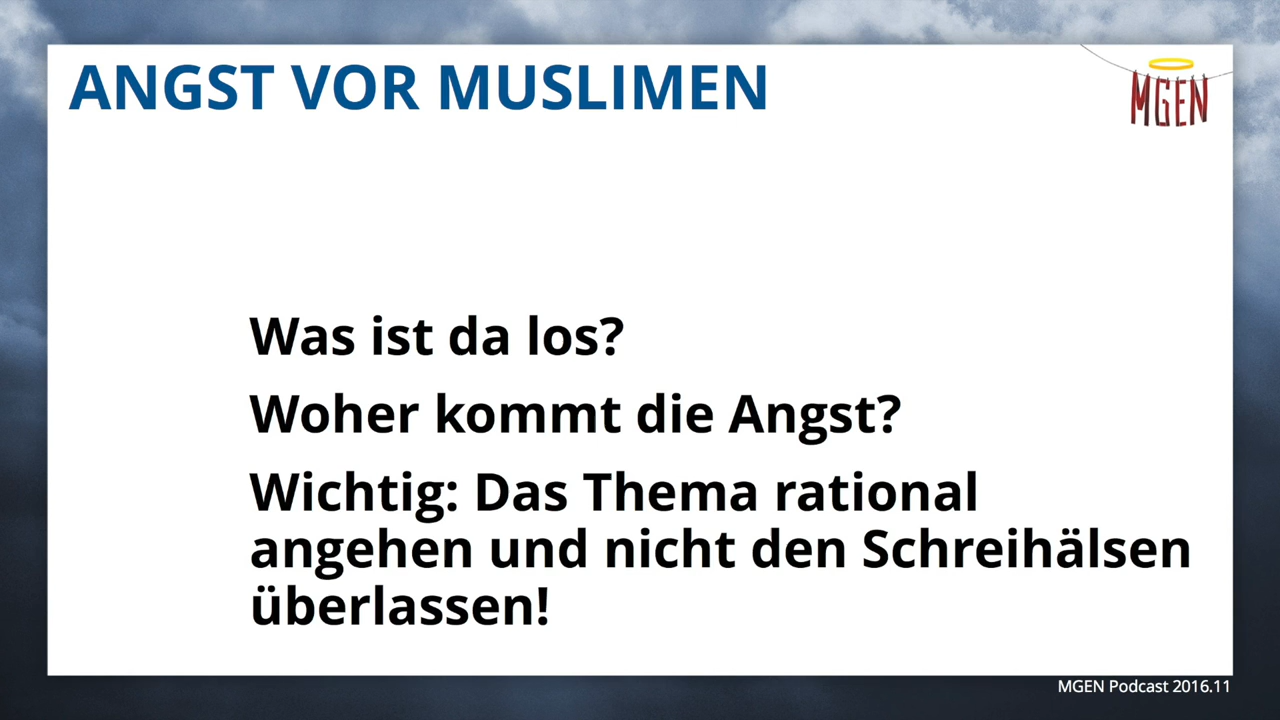 ANGST VOR MUSLIMEN
MGEN
Was ist da los?
Woher kommt die Angst?
Wichtig: Das Thema rational
angehen und nicht den Schreihälsen
überlassen!
MGEN Podcast 2016.11